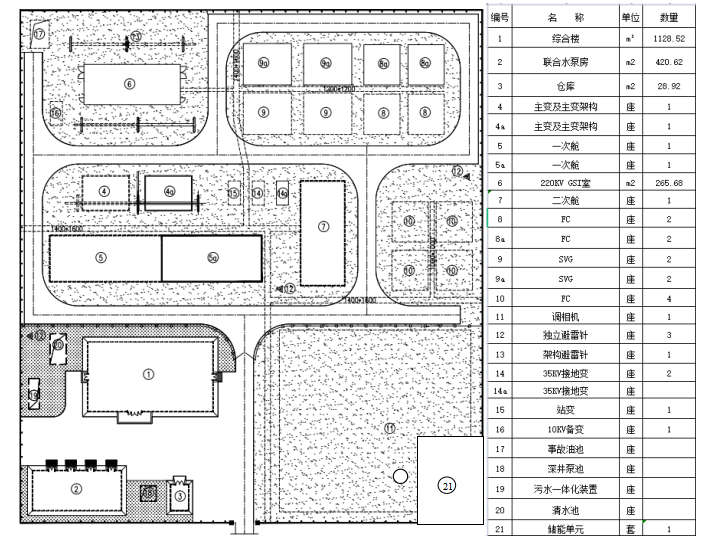 17
13
6
16
9a
9a
8a
8a
1400*1600
1400*1200
9
9
8
8
12
4
4a
15
14
14a
7
10
10
1400*1600
5
5a
10
10
12
1400*1600
12
20
1
19
11
2
18
3
21
编号 名 称 单位 数量
1 综合楼 m² 1128.52
2 联合水泵房 m2 420.62
3 仓库 m2 28.92
4 主变及主变架构 座 1
4a 主变及主变架构 座 1
5 一次舱 座 1
5a 一次舱 座 1
6 220KV GSI室 m2 265.68
7 二次舱 座 1
8 FC 座 2
8a FC 座 2
9 SVG 座 2
9a SVG 座 2
10 FC 座 4
11 调相机 座 1
12 独立避雷针 座 3
13 架构避雷针 座 1
14 35KV接地变 座 2
14a 35KV接地变 座
15 站变 座 1
16 10KV备变 座 1
17 事故油池 座
18 深井泵池 座
19 污水一体化装置 座
20 清水池 座
21 储能单元 套 1